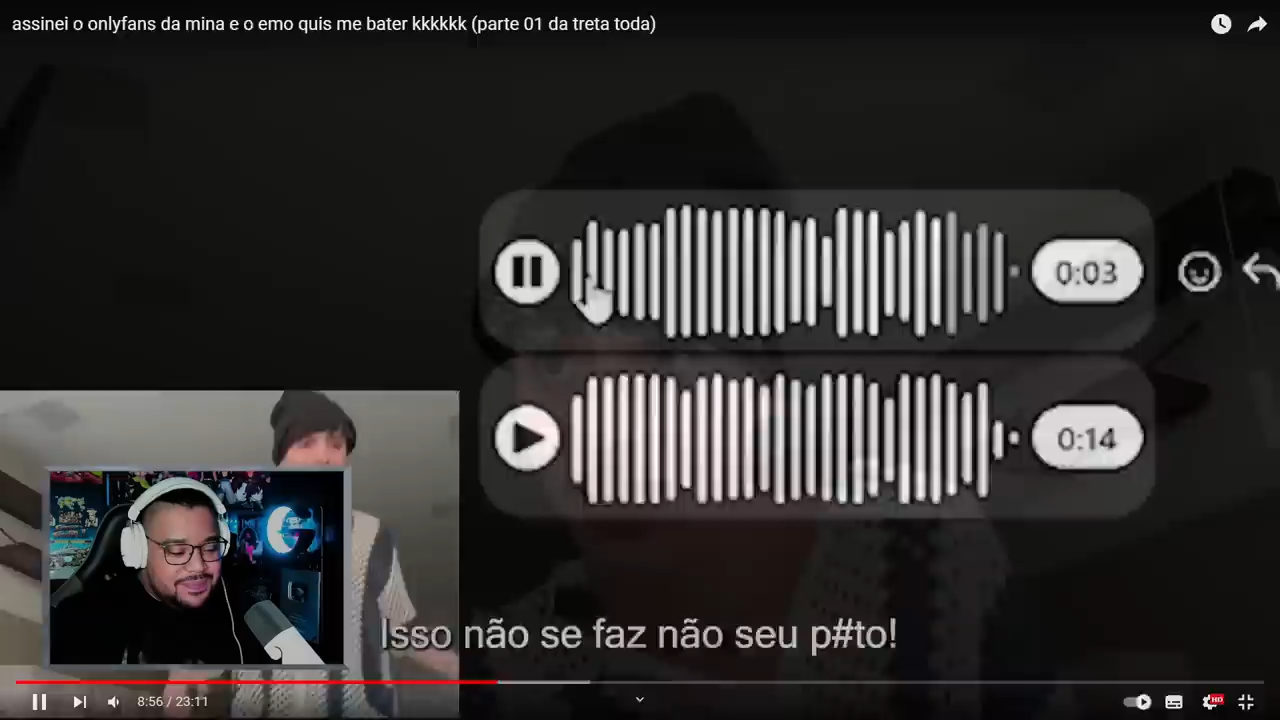 assinei o onlyfans da mina e o emo quis me bater kkkkkk (parte 01 da treta toda)
0:03
0:14
Isso não se faz não seu p#to!
8:56 / 23:11
HD